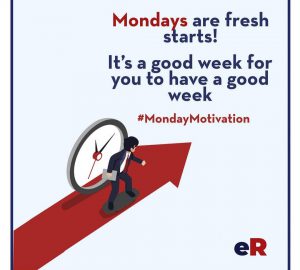 Mondays are fresh
starts!
It's a good week for
you to have a good
week
#MondayMotivation
eR